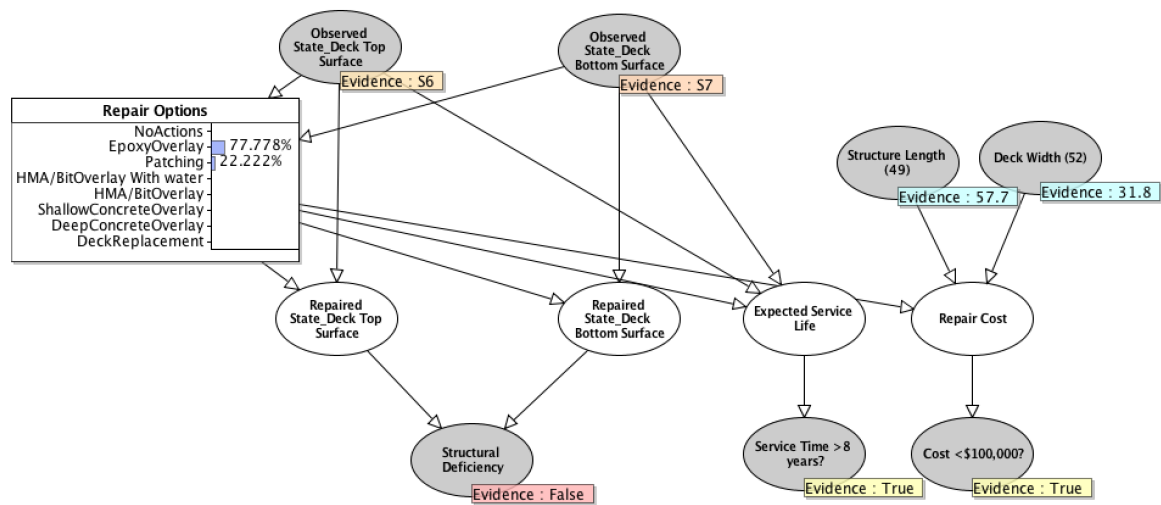 Observed
State_Deck Top
Surface
Evidence : S6
Observed
State_Deck
Bottom Surface
Evidence : S7
Repair Options
NoActions
EpoxyOverlay 77.778%
Patching 22.222%
HMA/BitOverlay With water
HMA/BitOverlay
ShallowConcreteOverlay
DeepConcreteOverlay
DeckReplacement
Structure Length
(49)
Evidence : 57.7
Deck Width (52)
Evidence : 31.8
Repaired
State_Deck Top
Surface
Repaired
State_Deck
Bottom Surface
Expected Service
Life
Repair Cost
Structural
Deficiency
Evidence : False
Service Time >8
years?
Evidence : True
Cost <$100,000?
Evidence : True